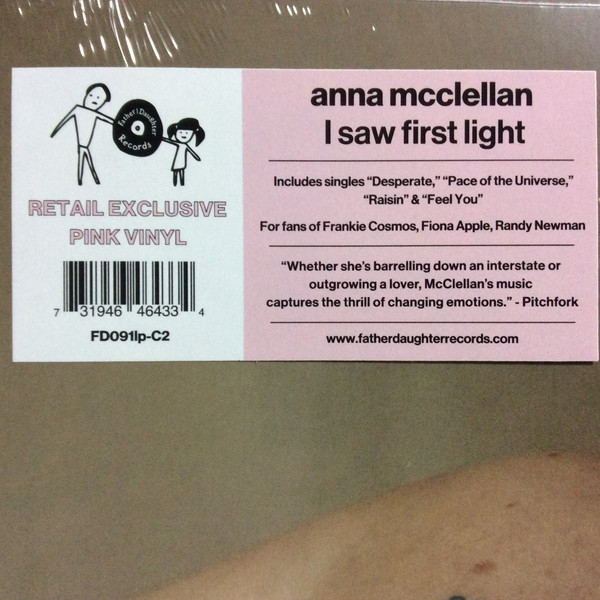 Father/Daughter
Records
RETAIL EXCLUSIVE
PINK VINYL
7 31946 46433 4
FD091lp-C2
anna mcclellan
I saw first light
Includes singles “Desperate,” “Pace of the Universe,”
“Raisin” & “Feel You”
For fans of Frankie Cosmos, Fiona Apple, Randy Newman
“Whether she’s barrelling down an interstate or
outgrowing a lover, McClellan’s music
captures the thrill of changing emotions.” - Pitchfork
www.fatherdaughterrecords.com